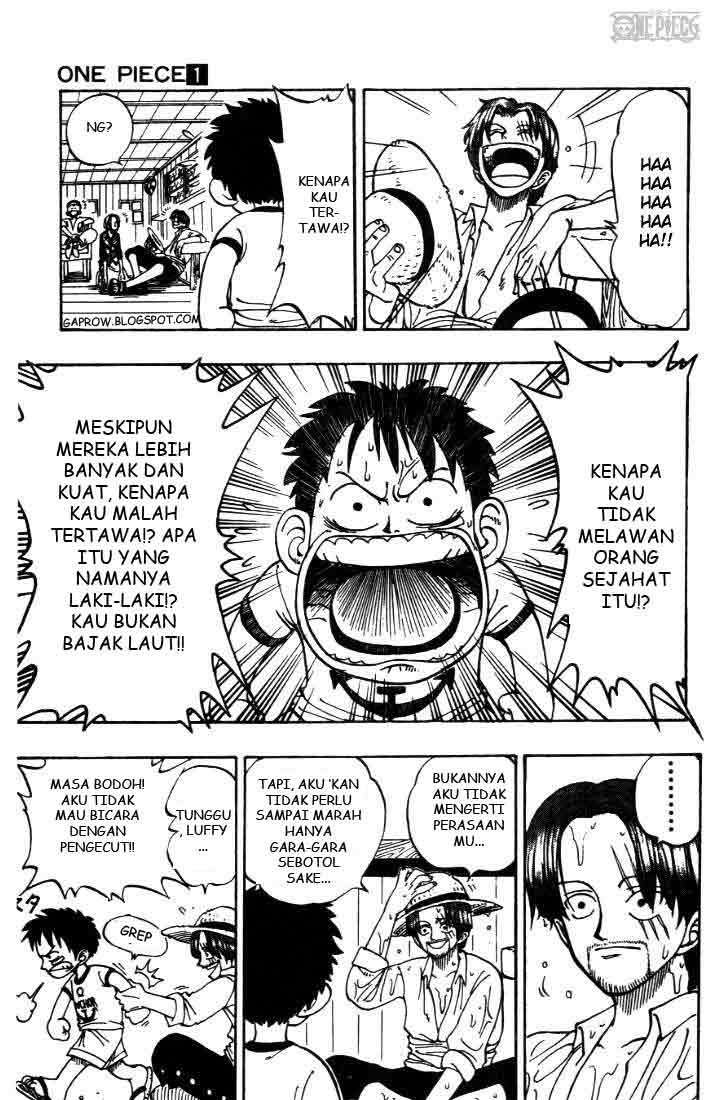 ONE PIECE
ONE PIECE 1
HAA
HAA
HAA
HAA
HA!!
KENAPA
KAU
TER-
TAWA!?
NG?
GAPROW.BLOGSPOT.COM
KENAPA
KAU
TIDAK
MELAWAN
ORANG
SEJAHAT
ITU!?
MESKIPUN
MEREKA LEBIH
BANYAK DAN
KUAT, KENAPA
KAU MALAH
TERTAWA!? APA
ITU YANG
NAMANYA
LAKI-LAKI!?
KAU BUKAN
BAJAK LAUT!!
.........
BUKANNYA
AKU TIDAK
MENGERTI
PERASAAN
MU...
TAPI, AKU 'KAN
TIDAK PERLU
SAMPAI MARAH
HANYA
GARA-GARA
SEBOTOL
SAKE...
TUNGGU
, LUFFY
...
MASA BODOH!
AKU TIDAK
MAU BICARA
DENGAN
PENGECUT!!
GREP